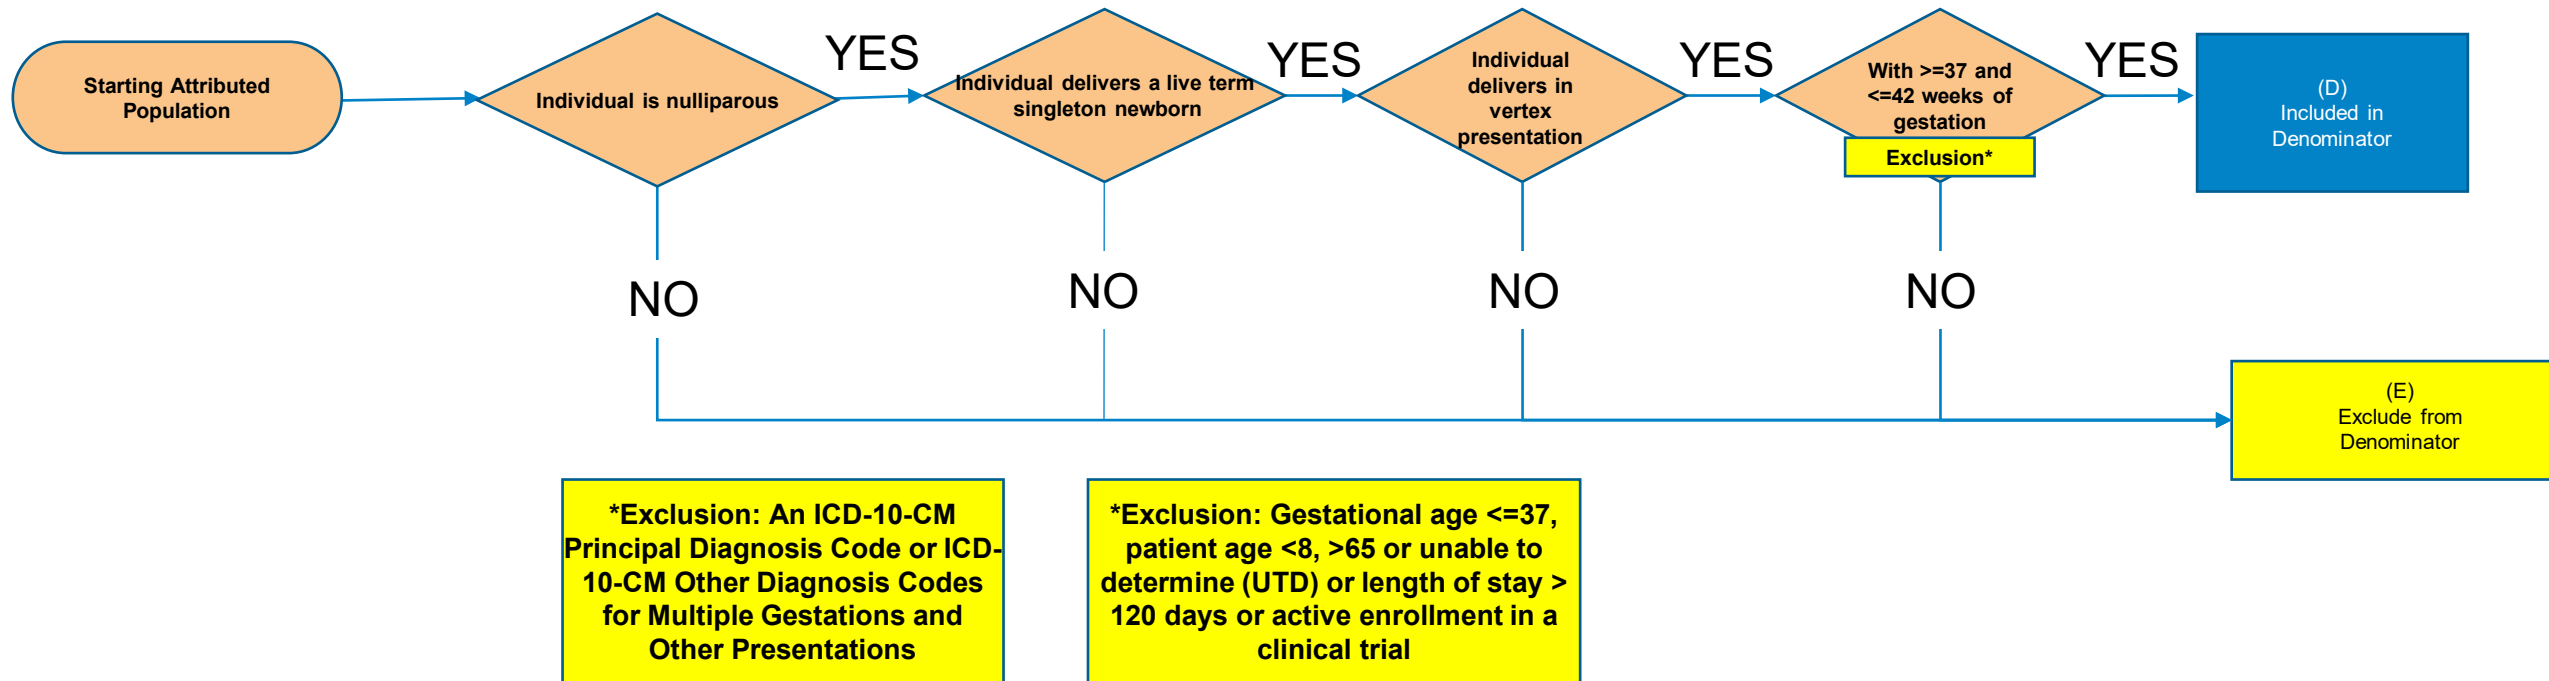 Starting Attributed
Population
Individual is nulliparous
YES
Individual delivers a live term
singleton newborn
YES
Individual
delivers in
vertex
presentation
YES
With >=37 and
<=42 weeks of
gestation
Exclusion*
YES
(D)
Included in
Denominator
NO
NO
NO
NO
(E)
Exclude from
Denominator
*Exclusion: An ICD-10-CM
Principal Diagnosis Code or ICD-
10-CM Other Diagnosis Codes
for Multiple Gestations and
Other Presentations
*Exclusion: Gestational age <=37,
patient age <8, >65 or unable to
determine (UTD) or length of stay >
120 days or active enrollment in a
clinical trial